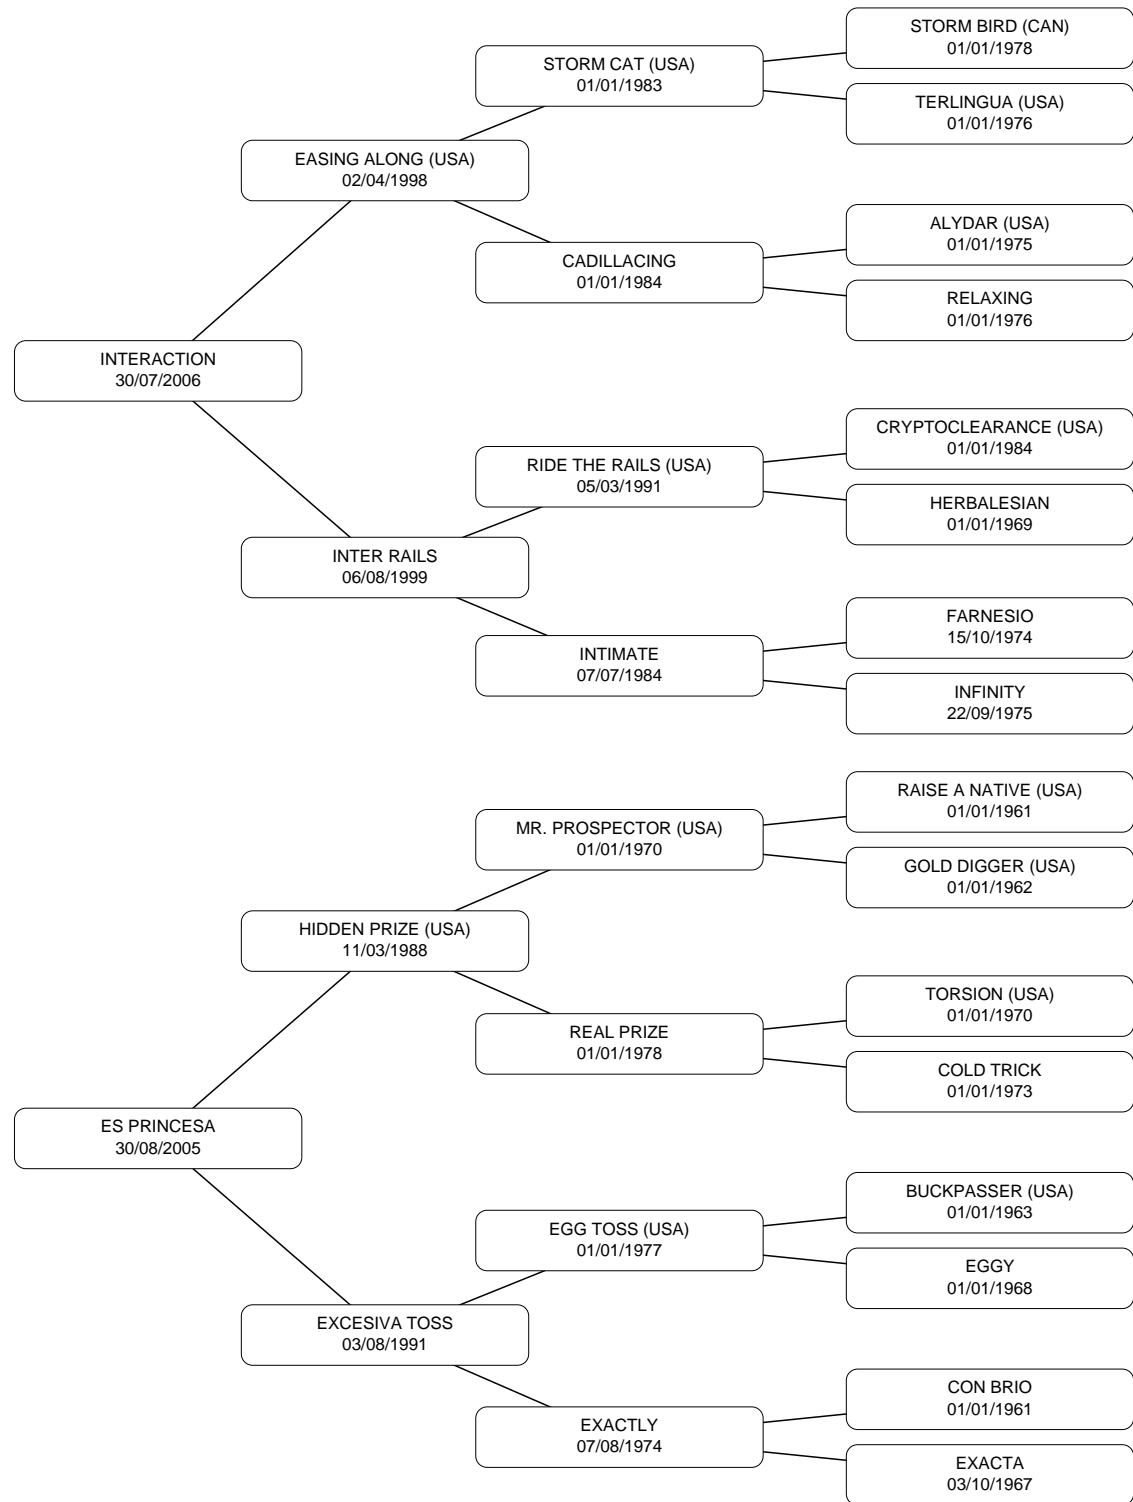 STORM BIRD (CAN)
01/01/1978
STORM CAT (USA)
01/01/1983
TERLINGUA (USA)
01/01/1976
EASING ALONG (USA)
02/04/1998
ALYDAR (USA)
01/01/1975
CADILLACING
01/01/1984
RELAXING
01/01/1976
INTERACTION
30/07/2006
CRYPTOCLEARANCE (USA)
01/01/1984
RIDE THE RAILS (USA)
05/03/1991
HERBALESIAN
01/01/1969
INTER RAILS
06/08/1999
FARNESIO
15/10/1974
INTIMATE
07/07/1984
INFINITY
22/09/1975
RAISE A NATIVE (USA)
01/01/1961
MR. PROSPECTOR (USA)
01/01/1970
GOLD DIGGER (USA)
01/01/1962
HIDDEN PRIZE (USA)
11/03/1988
TORSION (USA)
01/01/1970
REAL PRIZE
01/01/1978
COLD TRICK
01/01/1973
ES PRINCESA
30/08/2005
BUCKPASSER (USA)
01/01/1963
EGG TOSS (USA)
01/01/1977
EGGY
01/01/1968
EXCESIVA TOSS
03/08/1991
CON BRIO
01/01/1961
EXACTLY
07/08/1974
EXACTA
03/10/1967